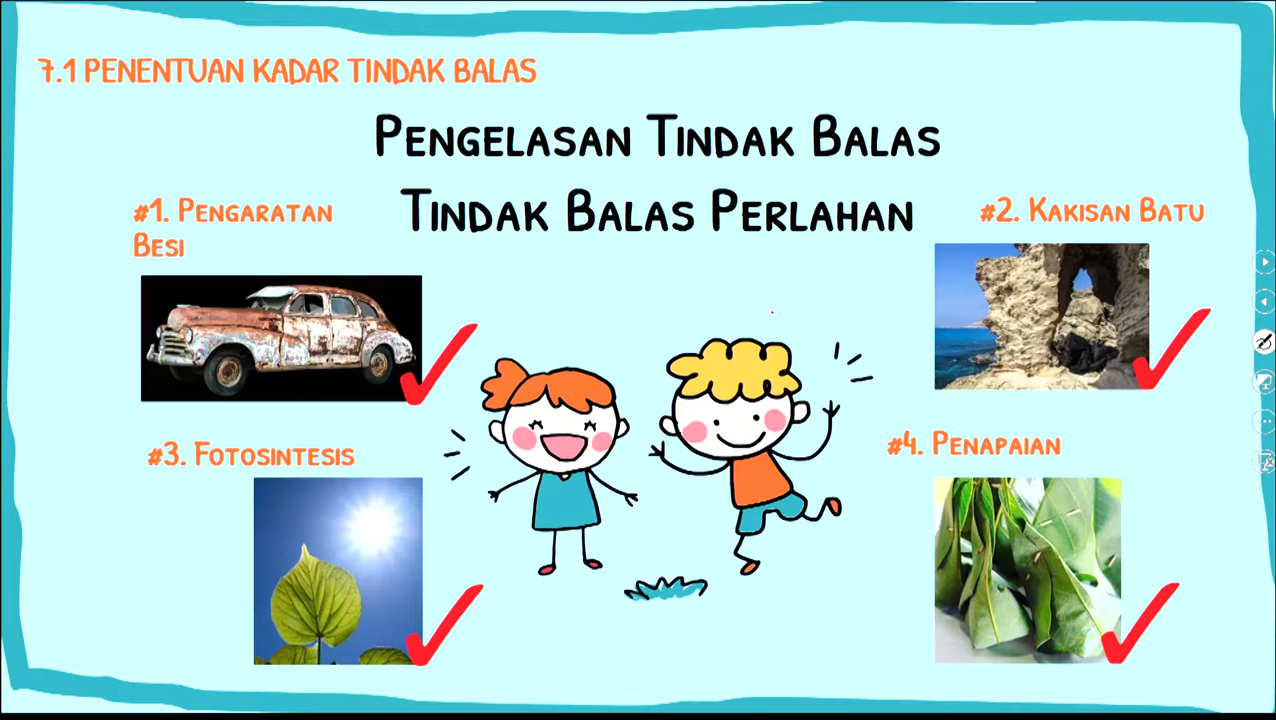 7.1 PENENTUAN KADAR TINDAK BALAS
PENGELASAN TINDAK BALAS
TINDAK BALAS PERLAHAN
#1. PENGARATAN
BESI
#2. KAKISAN BATU
#3. FOTOSINTESIS
#4. PENAPAIAN